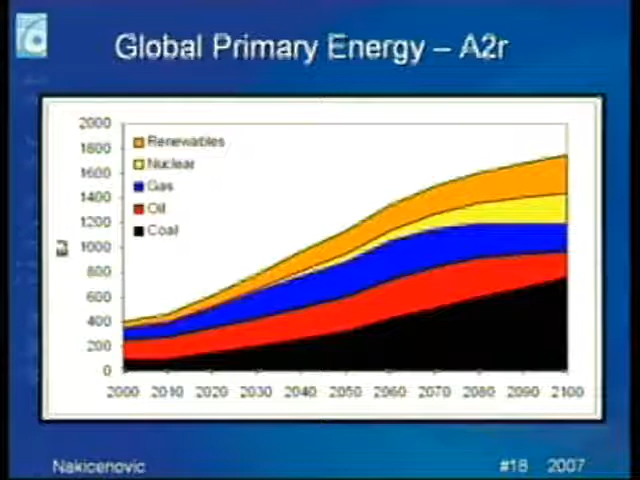 Global Primary Energy – A2r
2000
1800
1600
1400
1200
1000
800
600
400
200
0
EJ
Renewables
Nuclear
Gas
Oil
Coal
2000 2010 2020 2030 2040 2050 2060 2070 2080 2090 2100
Nakicenovic #18 2007